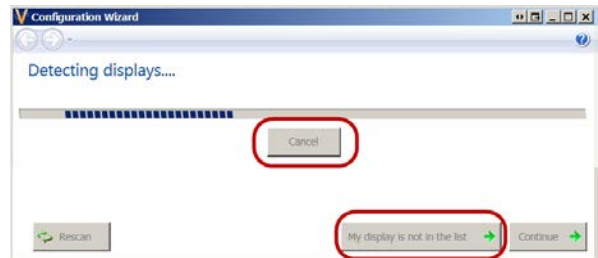 Configuration Wizard
Detecting displays....
Cancel
Rescan
My display is not in the list
Continue